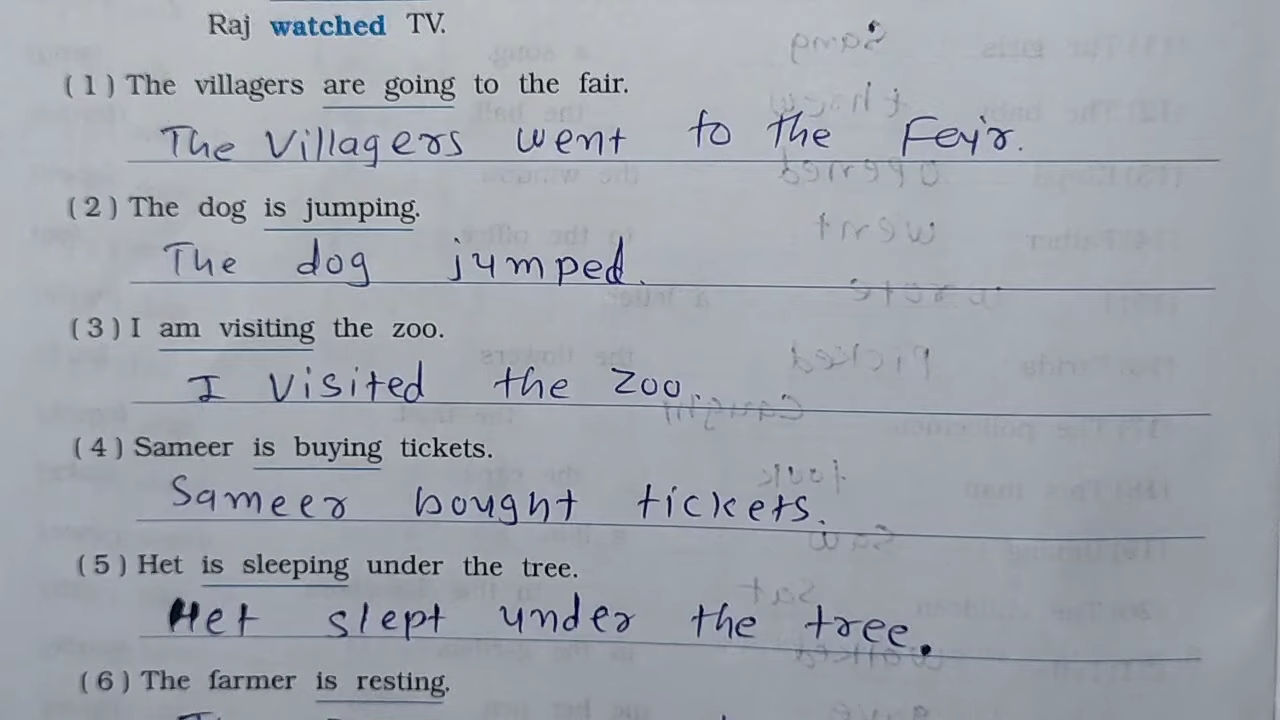 Raj watched TV.
(1) The villagers are going to the fair.
The Villagers went to the Feir.
(2) The dog is jumping.
The dog jumped.
(3) I am visiting the zoo.
I visited the Zoo.
(4) Sameer is buying tickets.
Sameer bought tickets.
(5) Het is sleeping under the tree.
Het slept under the tree.
(6) The farmer is resting.